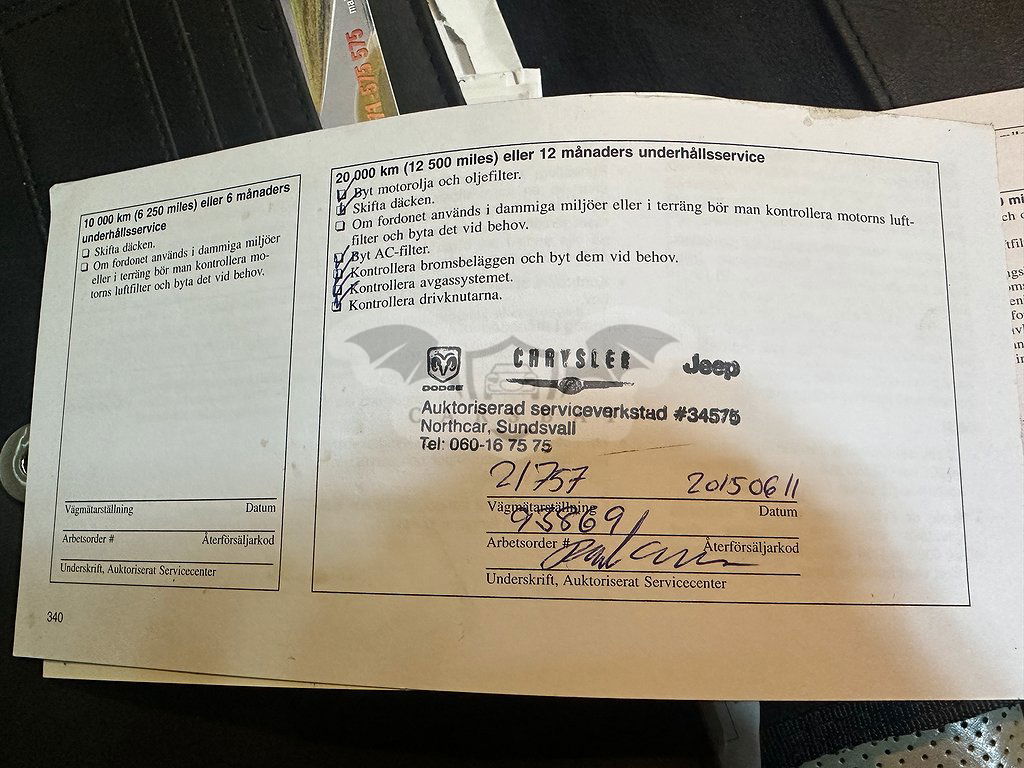 575 575
10 000 km (6 250 miles) eller 6 månaders
underhållsservice
❏ Skifta däcken.
❏ Om fordonet används i dammiga miljöer
eller i terräng bör man kontrollera mo-
torns luftfilter och byta det vid behov.
Vägmätarställning Datum
Arbetsorder # Återförsäljarkod
Underskrift, Auktoriserat Servicecenter
340
20 000 km (12 500 miles) eller 12 månaders underhållsservice
❏ Byt motorolja och oljefilter.
❏ Skifta däcken.
❏ Om fordonet används i dammiga miljöer eller i terräng bör man kontrollera motorns luft-
filter och byta det vid behov.
❏ Byt AC-filter.
❏ Kontrollera bromsbeläggen och byt dem vid behov.
❏ Kontrollera avgassystemet.
❏ Kontrollera drivknutarna.
DODGE CHRYSLER Jeep
Auktoriserad serviceverkstad #34575
Northcar, Sundsvall
Tel: 060-16 75 75
21757 20150611
Vägmätarställning Datum
938691
Arbetsorder # Återförsäljarkod
Underskrift, Auktoriserat Servicecenter